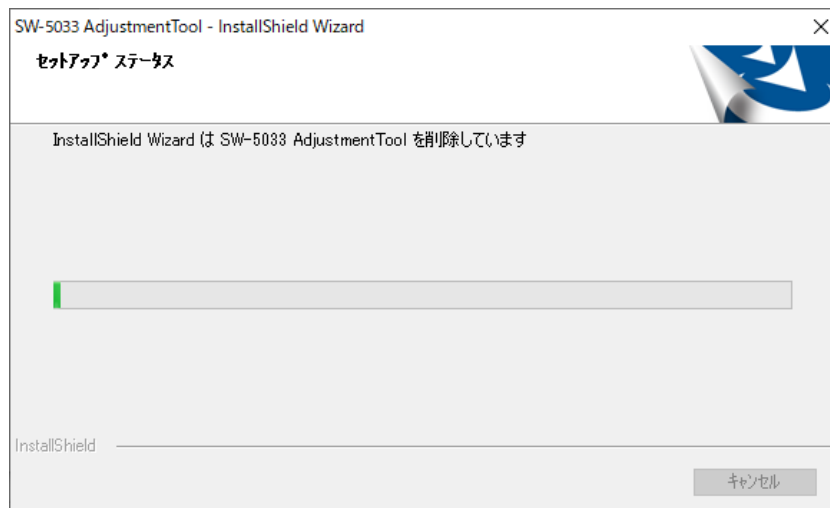 SW-5033 AdjustmentTool - InstallShield Wizard
セットアップ ステータス
InstallShield Wizard は SW-5033 AdjustmentTool を削除しています
InstallShield
キャンセル